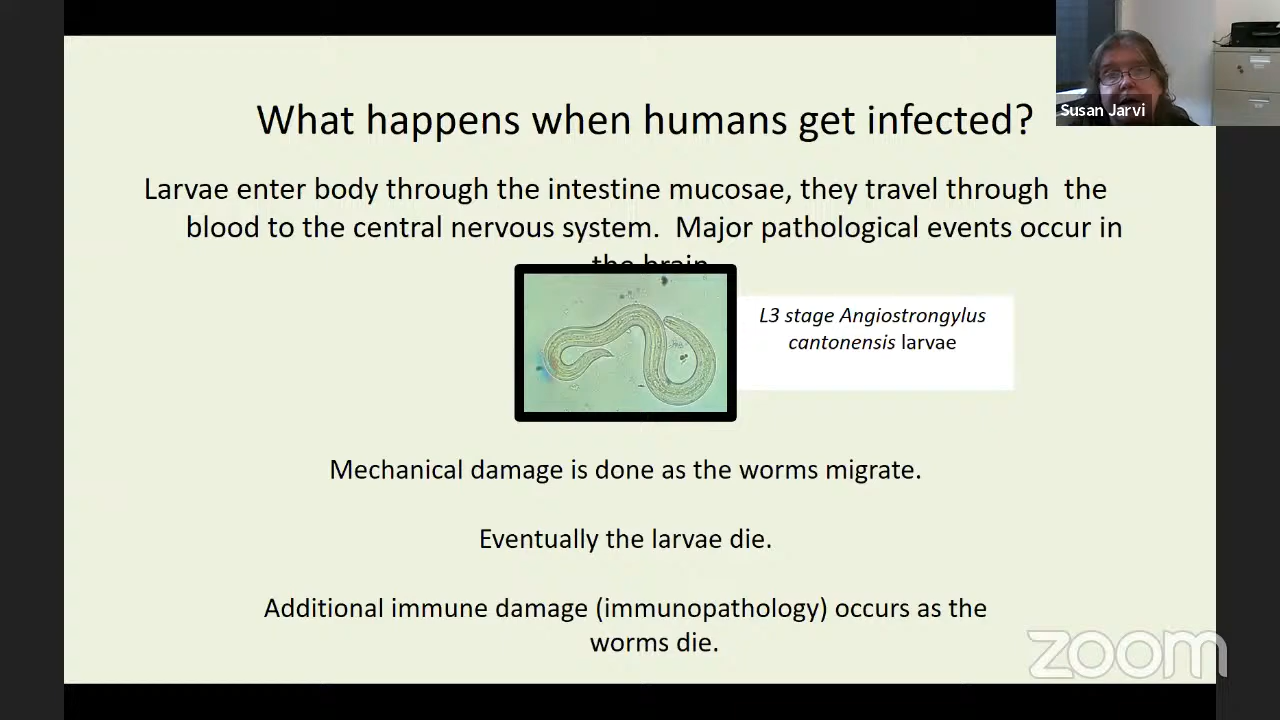 What happens when humans get infected?
Susan Jarvi
Larvae enter body through the intestine mucosae, they travel through the
blood to the central nervous system. Major pathological events occur in
the brain
L3 stage Angiostrongylus
cantonensis larvae
Mechanical damage is done as the worms migrate.
Eventually the larvae die.
Additional immune damage (immunopathology) occurs as the
worms die.
zoom